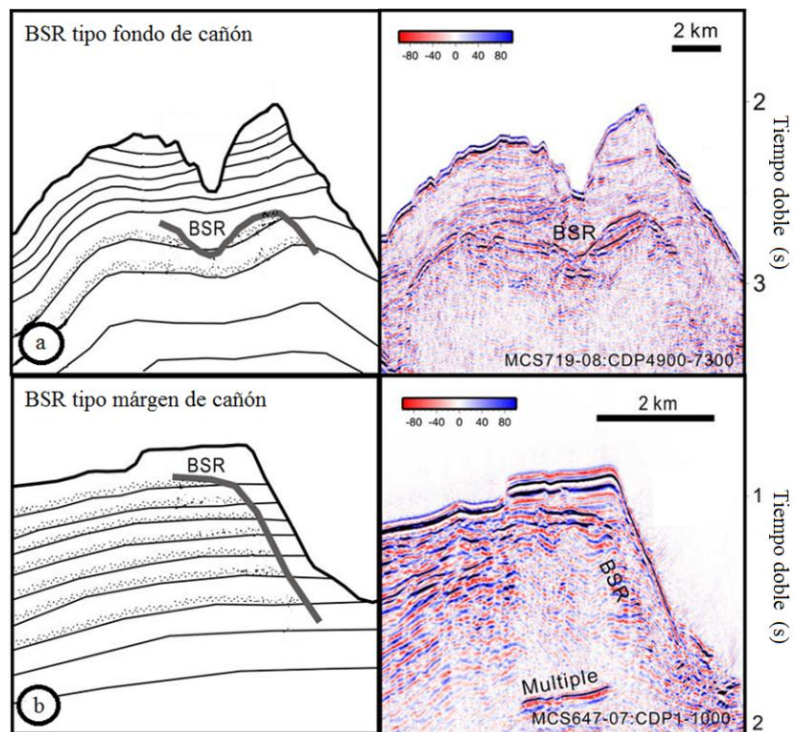 BSR tipo fondo de cañón
BSR
a
2 km
-80 -40 0 40 80
BSR
MCS719-08:CDP4900-7300
2
3
Tiempo doble (s)
BSR tipo márgen de cañón
BSR
b
2 km
-80 -40 0 40 80
BSR
Multiple
MCS647-07:CDP1-1000
1
2
Tiempo doble (s)